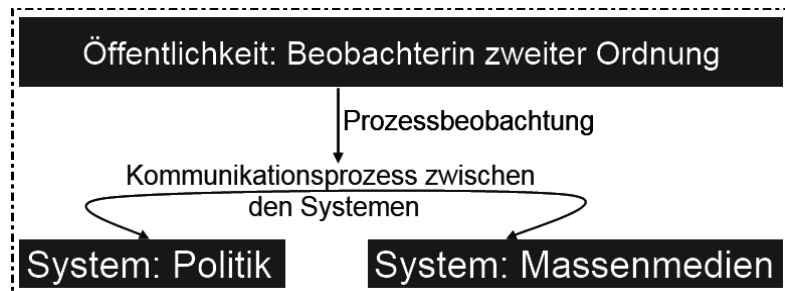 Öffentlichkeit: Beobachterin zweiter Ordnung
Prozessbeobachtung
Kommunikationsprozess zwischen
den Systemen
System: Politik
System: Massenmedien